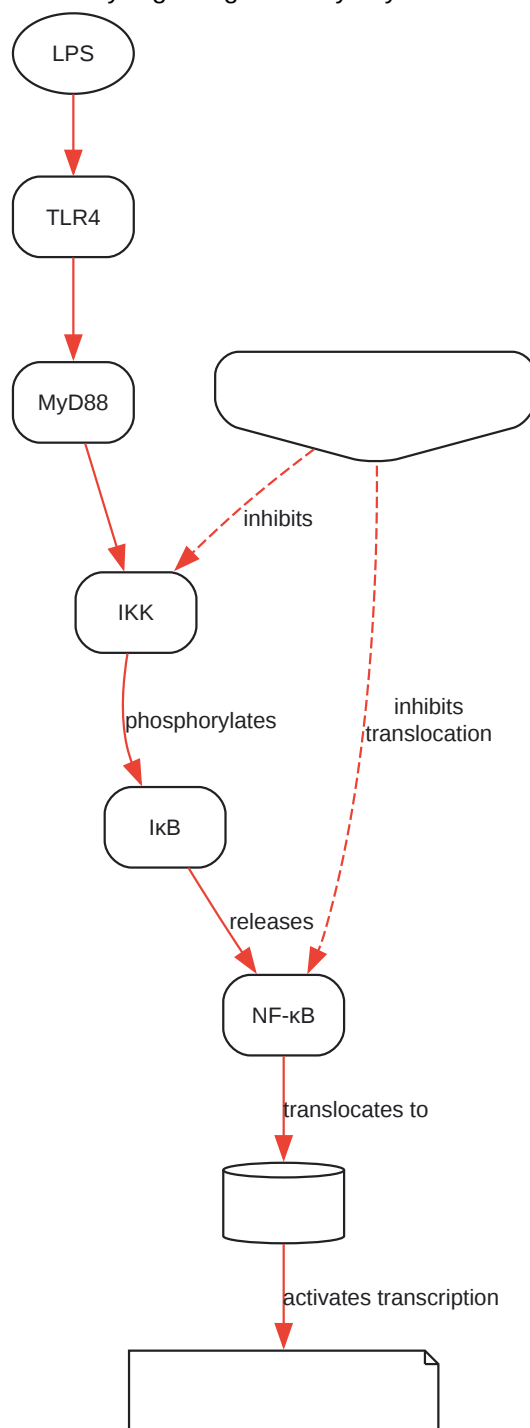 LPS
TLR4
MyD88
inhibits
IKK
phosphorylates
inhibits
translocation
IκB
releases
NF-κB
translocates to
activates transcription